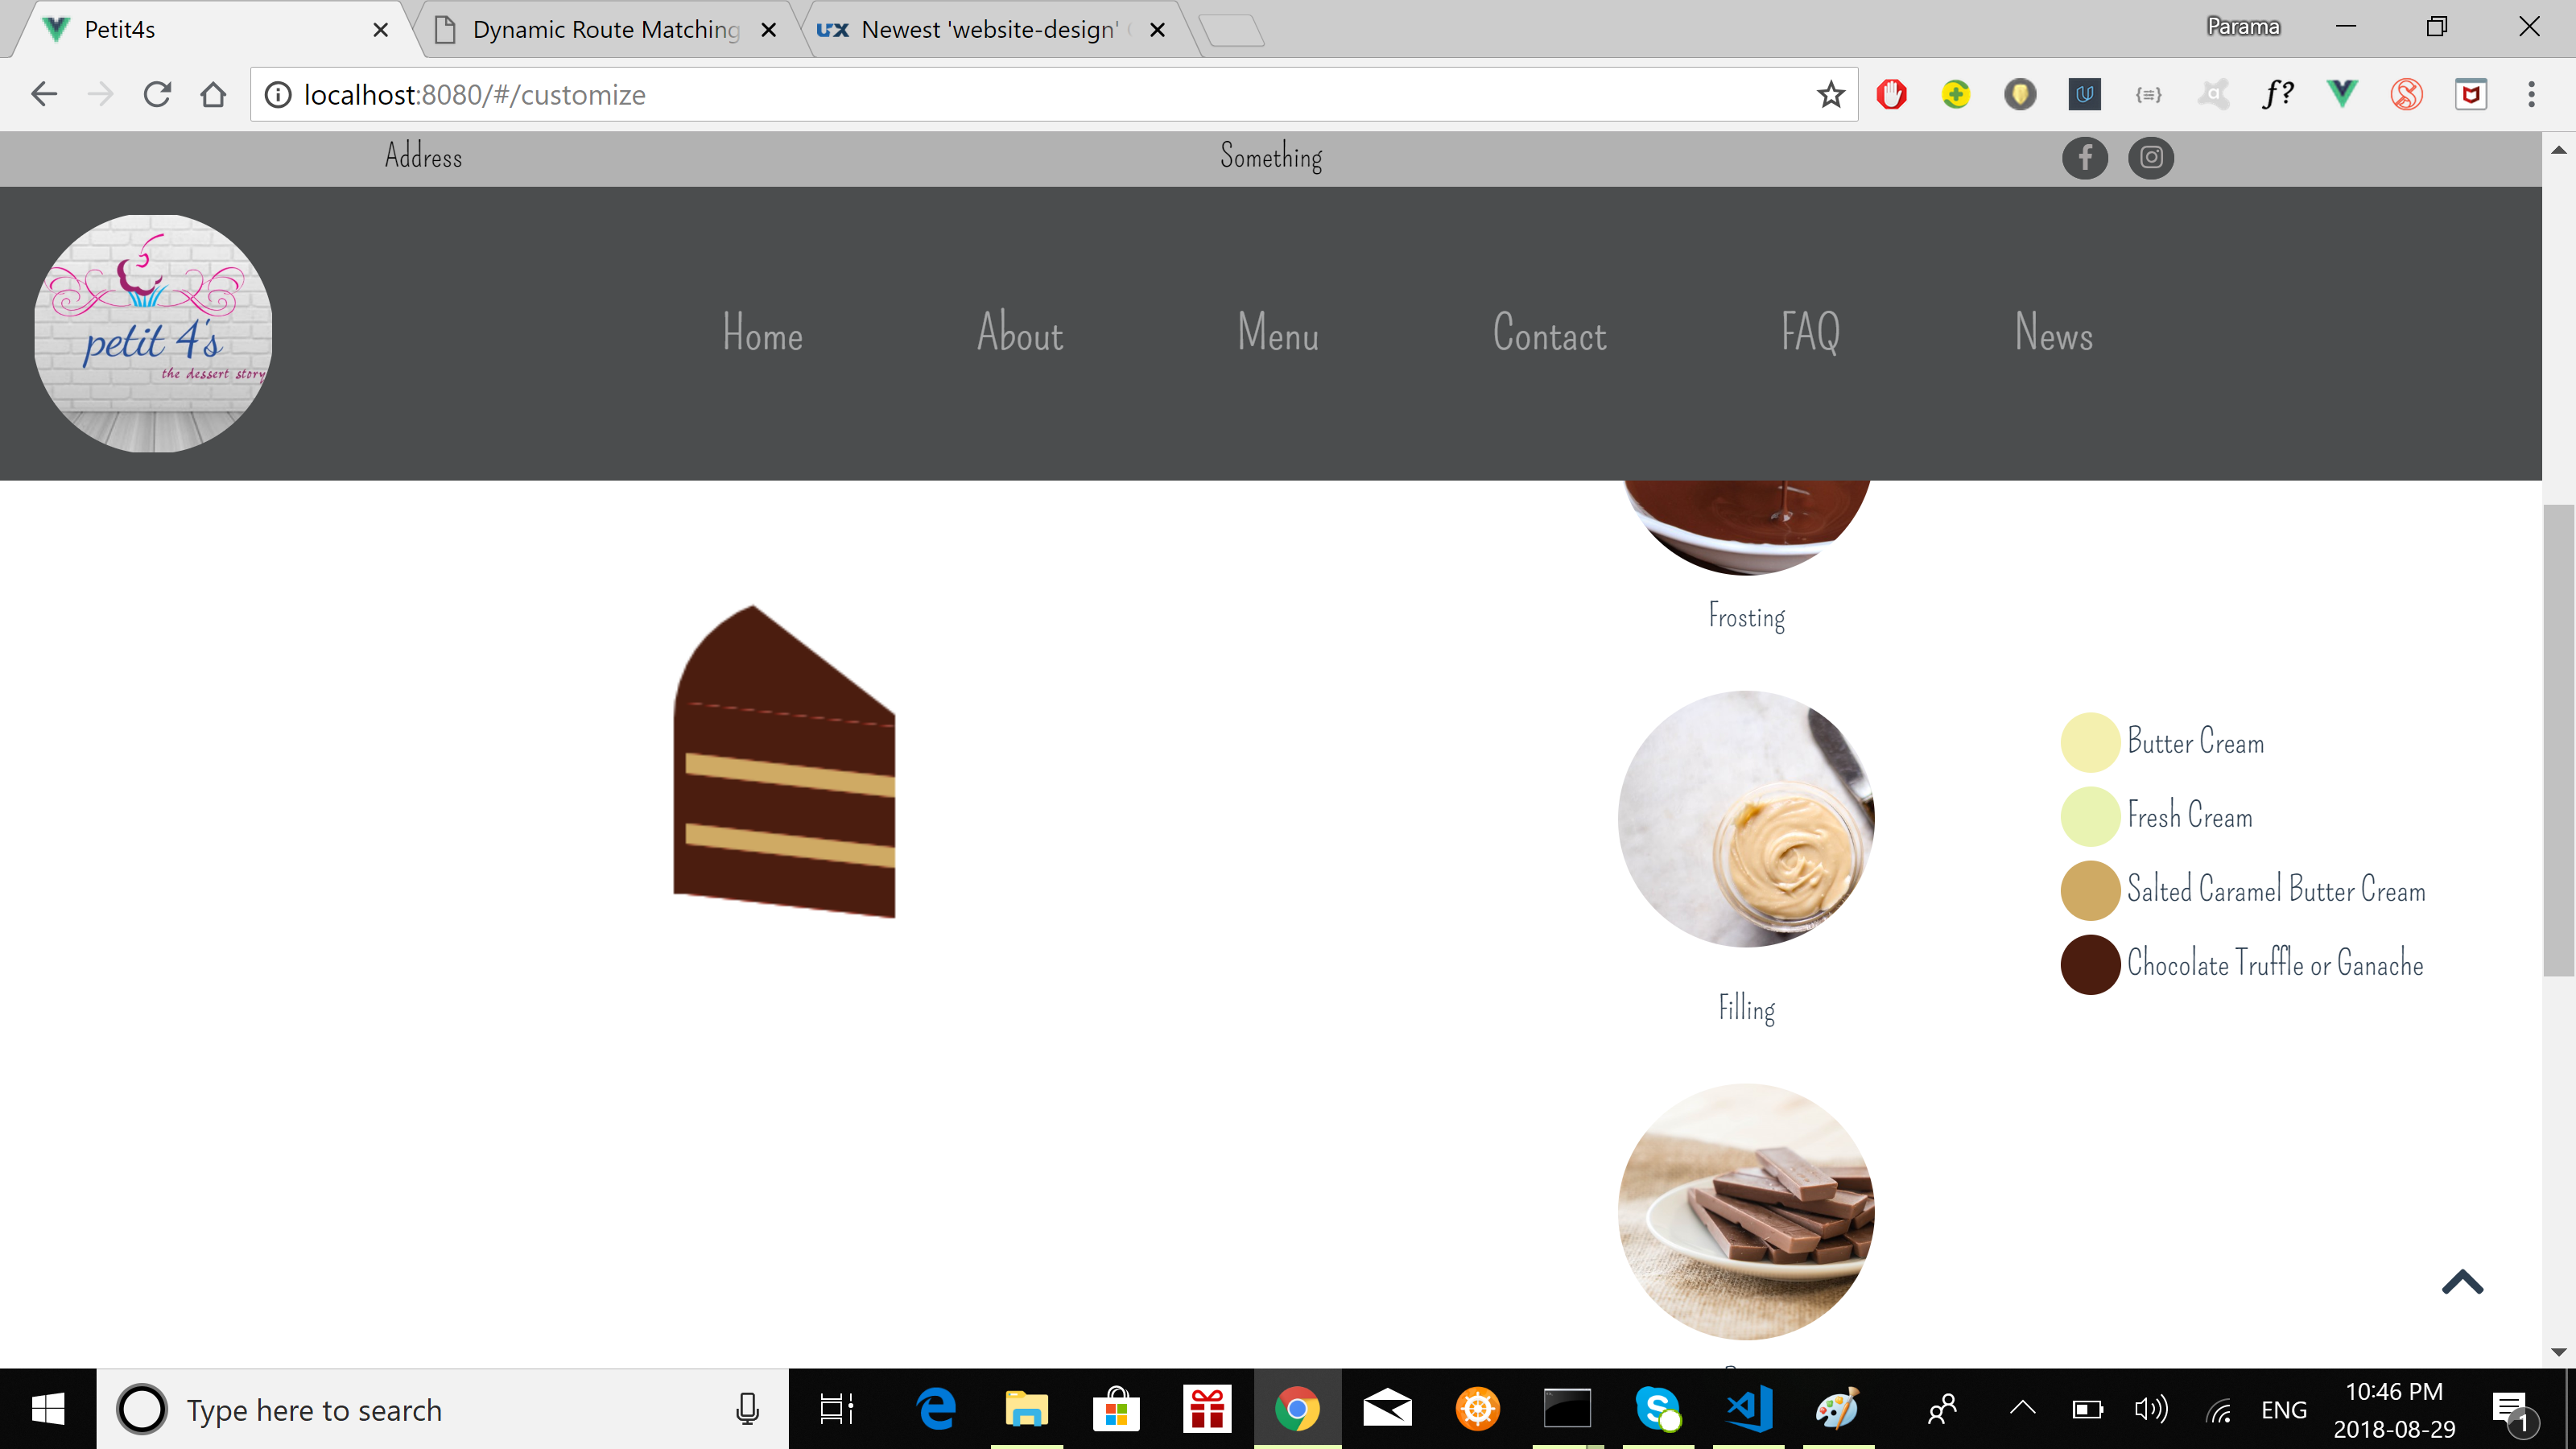 Petit4s
Dynamic Route Matching
Newest 'website-design'
Parama
localhost:8080/#/customize
f?
Address
Something
petit 4's
the dessert story
Home
About
Menu
Contact
FAQ
News
Frosting
Butter Cream
Fresh Cream
Salted Caramel Butter Cream
Chocolate Truffle or Ganache
Filling
Type here to search
ENG
10:46 PM
2018-08-29
1